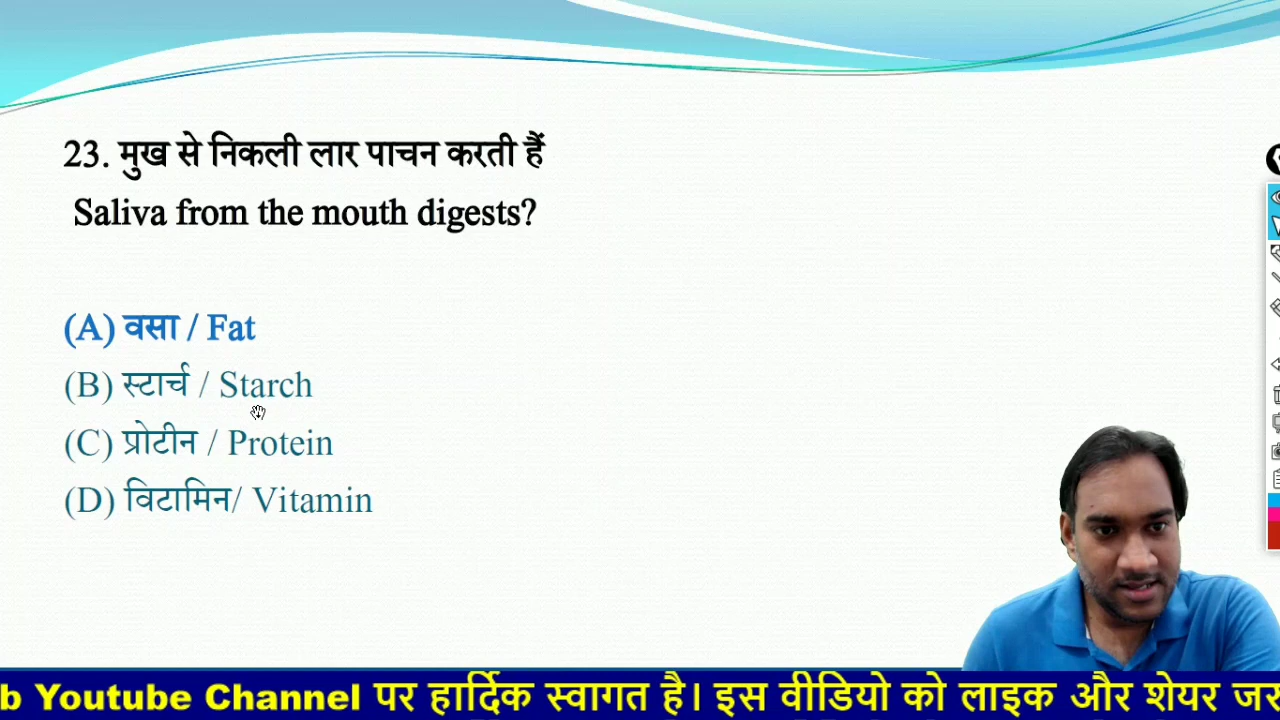 23. मुख से निकली लार पाचन करती हैं
Saliva from the mouth digests?
(A) वसा / Fat
(B) स्टार्च / Starch
(C) प्रोटीन / Protein
(D) विटामिन/ Vitamin
b Youtube Channel पर हार्दिक स्वागत है। इस वीडियो को लाइक और शेयर जरु